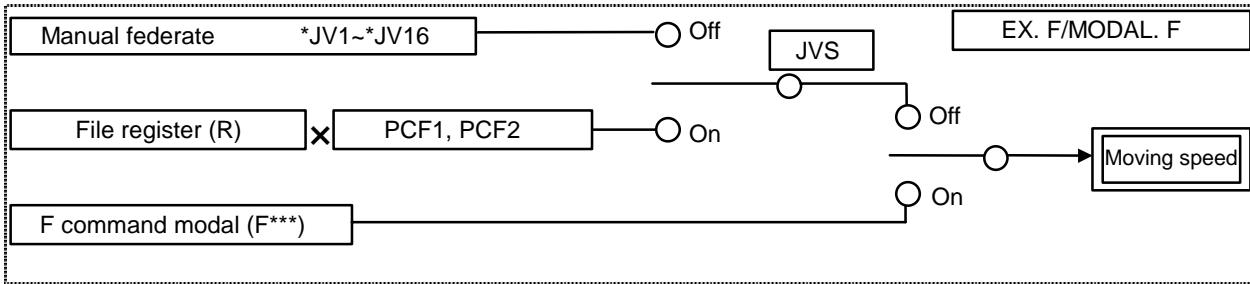 Manual federate *JV1~*JV16
Off
EX. F/MODAL. F
JVS
File register (R)
×
PCF1, PCF2
On
Off
Moving speed
On
F command modal (F***)